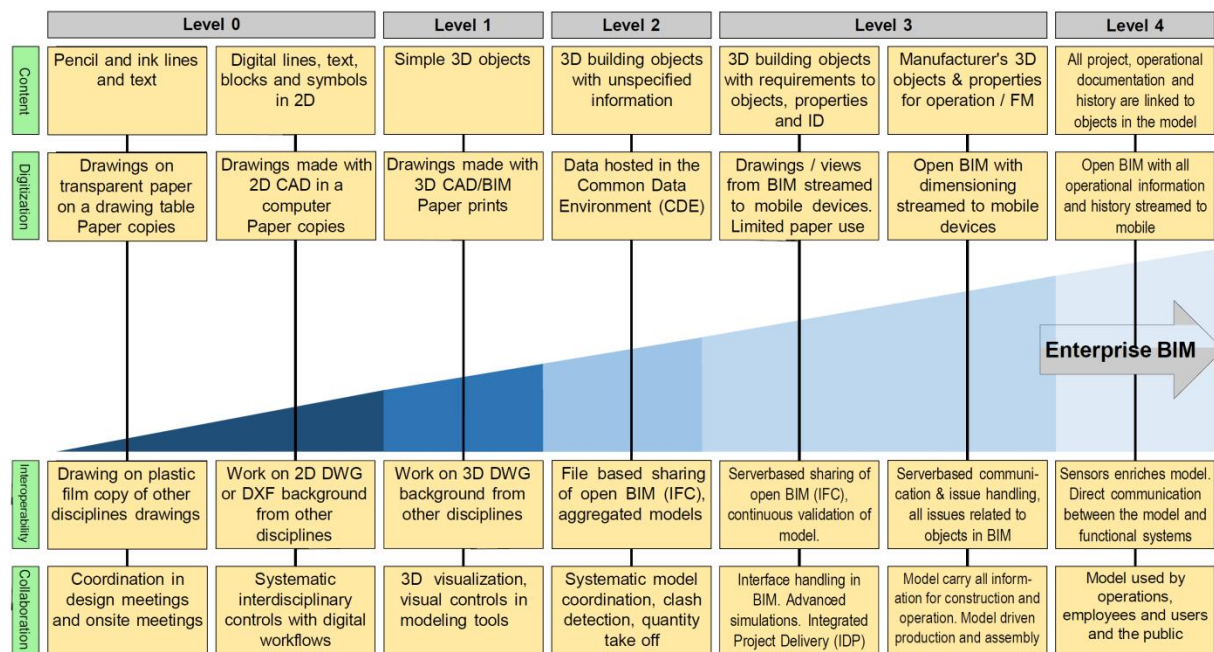 Level 0
Level 1
Level 2
Level 3
Level 4
Content
Pencil and ink lines
and text
Digital lines, text,
blocks and symbols
in 2D
Simple 3D objects
3D building objects
with unspecified
information
3D building objects
with requirements to
objects, properties
and ID
Manufacturer's 3D
objects & properties
for operation / FM
All project, operational
documentation and
history are linked to
objects in the model
Digitization
Drawings on
transparent paper
on a drawing table
Paper copies
Drawings made with
2D CAD in a
computer
Paper copies
Drawings made with
3D CAD/BIM
Paper prints
Data hosted in the
Common Data
Environment (CDE)
Drawings / views
from BIM streamed
to mobile devices.
Limited paper use
Open BIM with
dimensioning
streamed to mobile
devices
Open BIM with all
operational information
and history streamed to
mobile
Enterprise BIM
Interoperability
Drawing on plastic
film copy of other
disciplines drawings
Work on 2D DWG
or DXF background
from other
disciplines
Work on 3D DWG
background from
other disciplines
File based sharing
of open BIM (IFC),
aggregated models
Serverbased sharing of
open BIM (IFC),
continuous validation of
model.
Serverbased communi-
cation & issue handling,
all issues related to
objects in BIM
Sensors enriches model.
Direct communication
between the model and
functional systems
Collaboration
Coordination in
design meetings
and onsite meetings
Systematic
interdisciplinary
controls with digital
workflows
3D visualization,
visual controls in
modeling tools
Systematic model
coordination, clash
detection, quantity
take off
Interface handling in
BIM. Advanced
simulations. Integrated
Project Delivery (IDP)
Model carry all inform-
ation for construction and
operation. Model driven
production and assembly
Model used by
operations,
employees and users
and the public